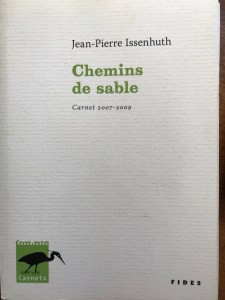 Jean-Pierre Issenhuth
Chemins
de sable
Carnet 2007-2009
Carnets
FIDES